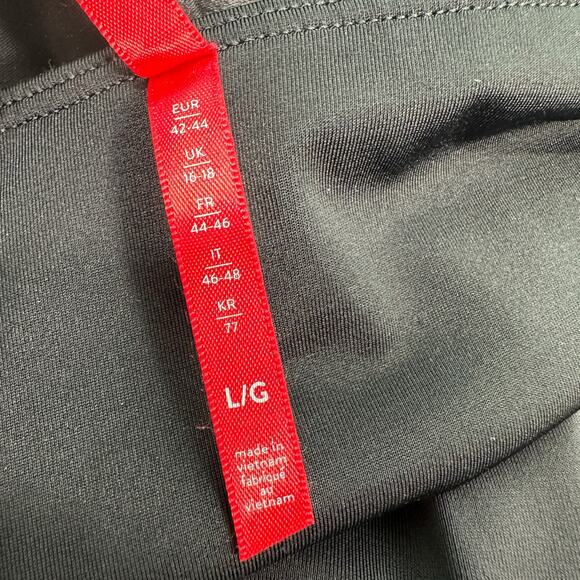 EUR
42-44
UK
16-18
FR
44-46
IT
46-48
KR
77
L/G
made in
vietnam
fabriqué
au
vietnam